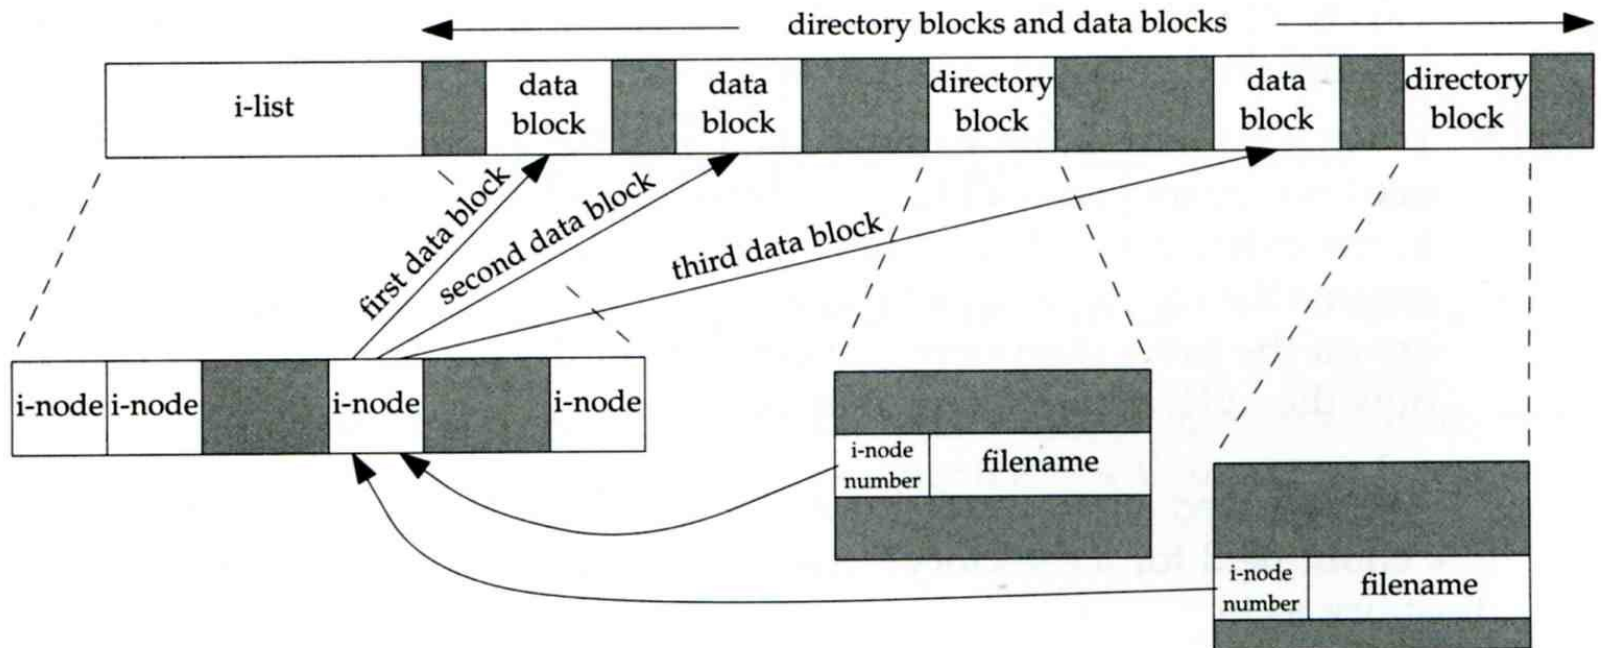 directory blocks and data blocks
i-list
data
block
data
block
directory
block
data
block
directory
block
first data block
second data block
third data block
i-node
i-node
i-node
i-node
i-node
number
filename
i-node
number
filename